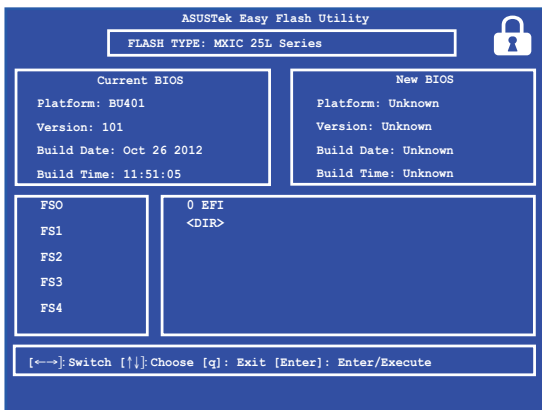 ASUSTek Easy Flash Utility
FLASH TYPE: MXIC 25L Series
Current BIOS
Platform: BU401
Version: 101
Build Date: Oct 26 2012
Build Time: 11:51:05
New BIOS
Platform: Unknown
Version: Unknown
Build Date: Unknown
Build Time: Unknown
FSO
FS1
FS2
FS3
FS4
0 EFI
<DIR>
[←→]: Switch [↑↓]: Choose [q]: Exit [Enter]: Enter/Execute